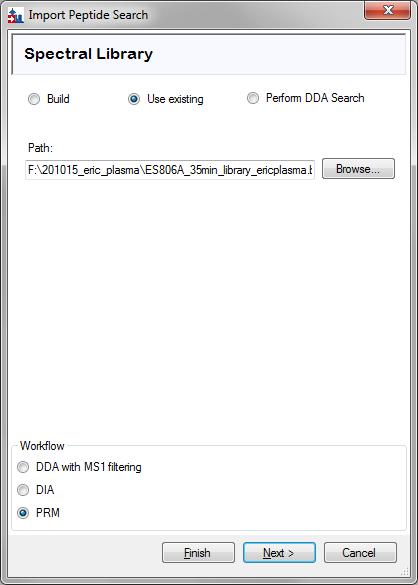 Import Peptide Search
Spectral Library
Build
Use existing
Perform DDA Search
Path:
F:\201015_eric_plasma\ES806A_35min_library_ericplasma.b
Browse...
Workflow
DDA with MS1 filtering
DIA
PRM
Finish
Next >
Cancel